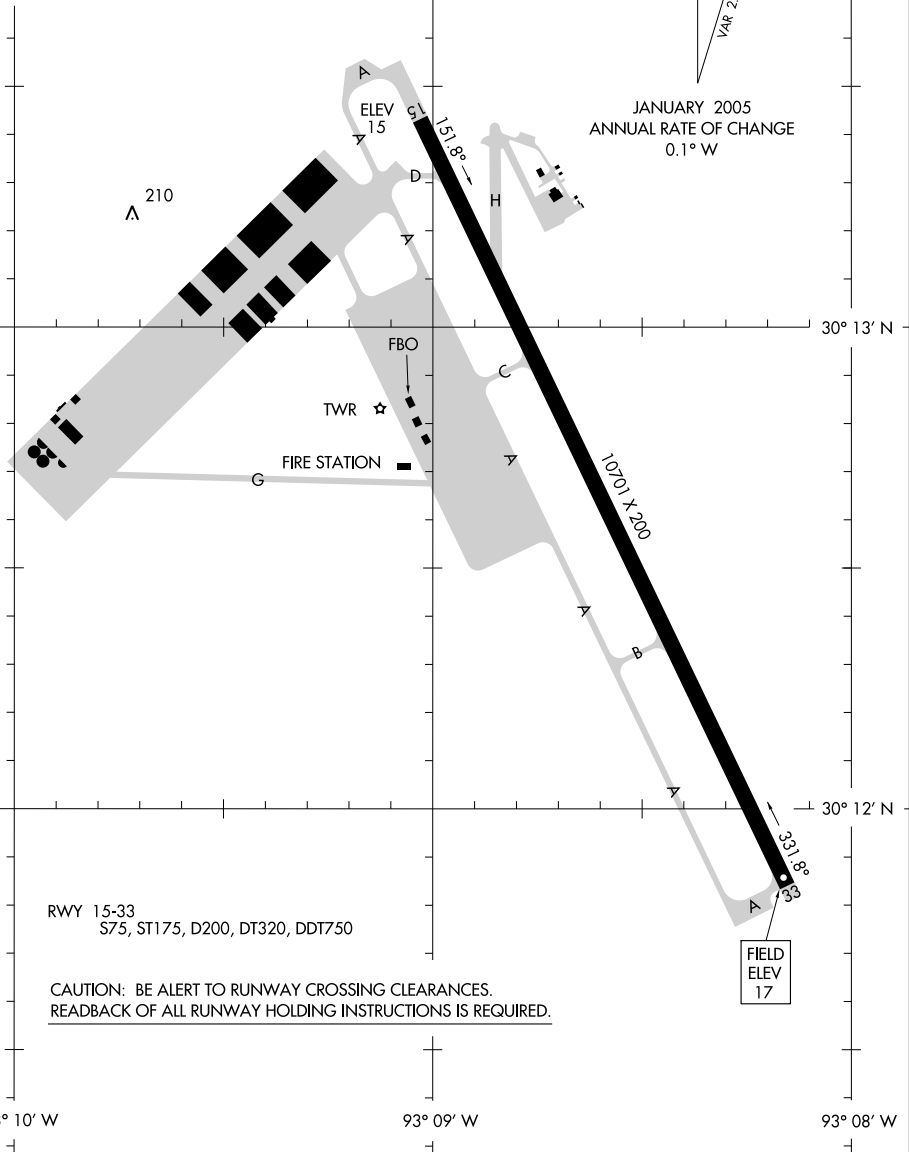 VAR 2.
JANUARY 2005
ANNUAL RATE OF CHANGE
0.1° W
A
ELEV
15
15
151.8°
A
D
H
210
A
30° 13' N
FBO
C
TWR
A
FIRE STATION
G
10701 X 200
A
B
A
30° 12' N
331.8°
33
A
RWY 15-33
S75, ST175, D200, DT320, DDT750
FIELD
ELEV
17
CAUTION: BE ALERT TO RUNWAY CROSSING CLEARANCES.
READBACK OF ALL RUNWAY HOLDING INSTRUCTIONS IS REQUIRED.
° 10' W
93° 09' W
93° 08' W